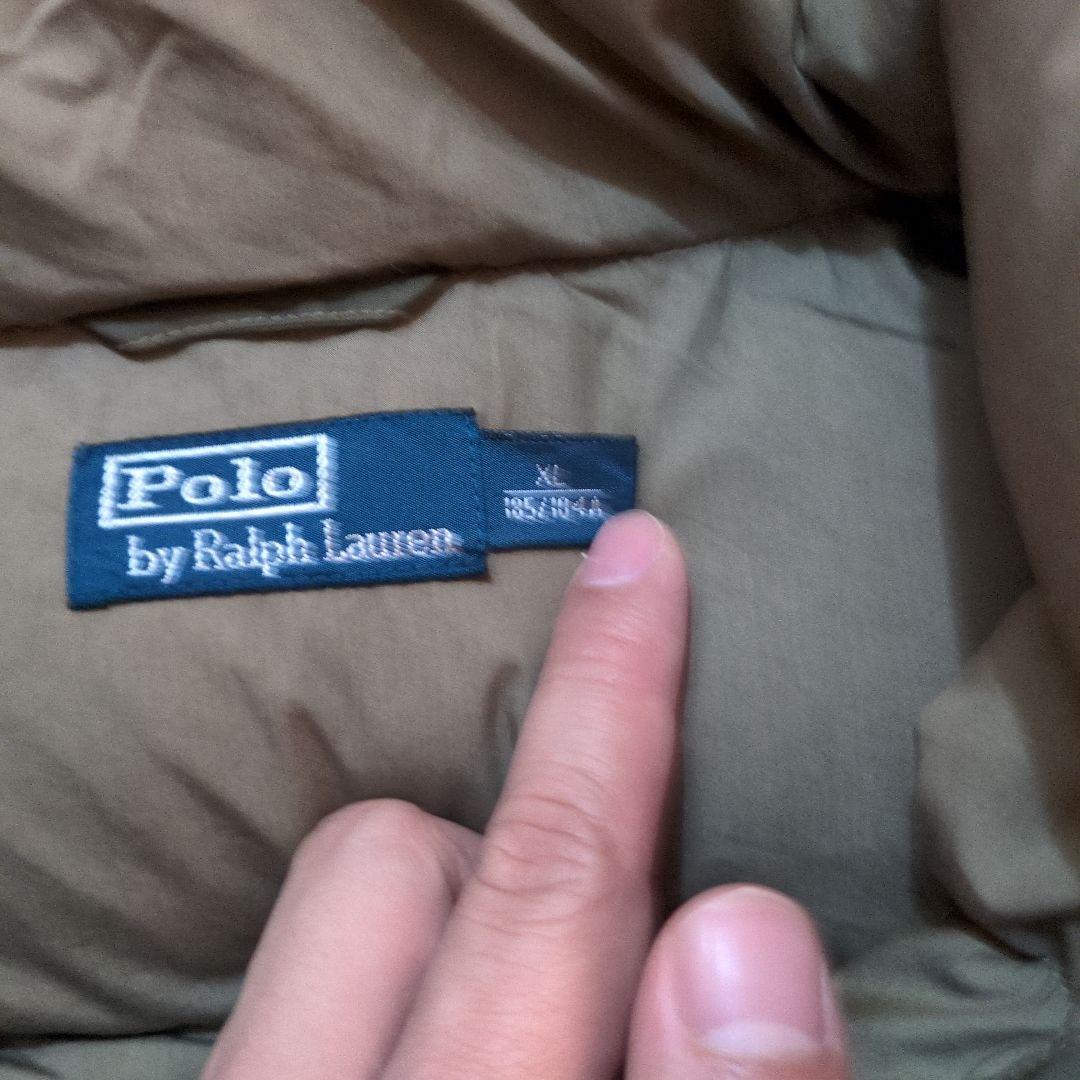 Polo
by Ralph Lauren
XL
185/104A